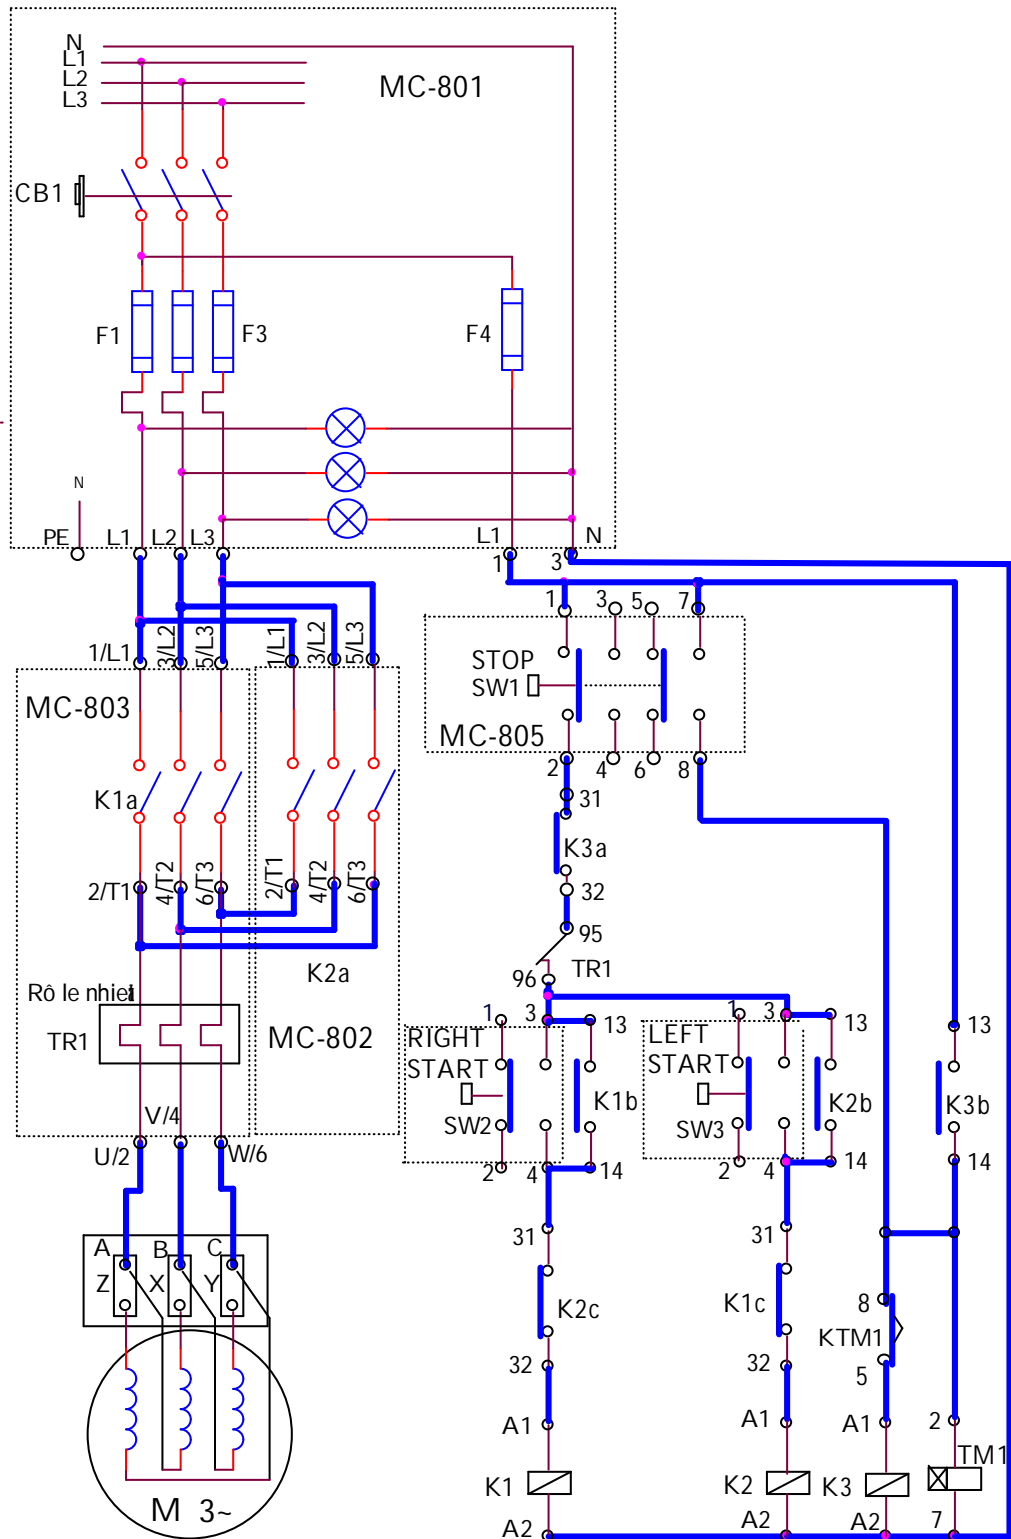 N
L1
L2
L3
MC-801
CB1
F1
F3
F4
N
PE
L1
L2
L3
L1
N
1
3
1
3
5
7
1/L1
3/L2
5/L3
1/L1
3/L2
5/L3
STOP
SW1
MC-803
MC-805
2
4
6
8
K1a
31
K3a
2/T1
4/T2
6/T3
2/T1
4/T2
6/T3
32
95
K2a
96
TR1
Rô le nhiet
TR1
MC-802
1
3
13
1
3
13
13
RIGHT
START
LEFT
START
K1b
K2b
K3b
SW2
SW3
V/4
U/2
W/6
2
4
14
2
4
14
14
31
31
A
B
C
Z
X
Y
K2c
K1c
8
KTM1
5
32
32
A1
A1
A1
2
TM1
K1
K2
K3
M 3~
A2
A2
A2
7